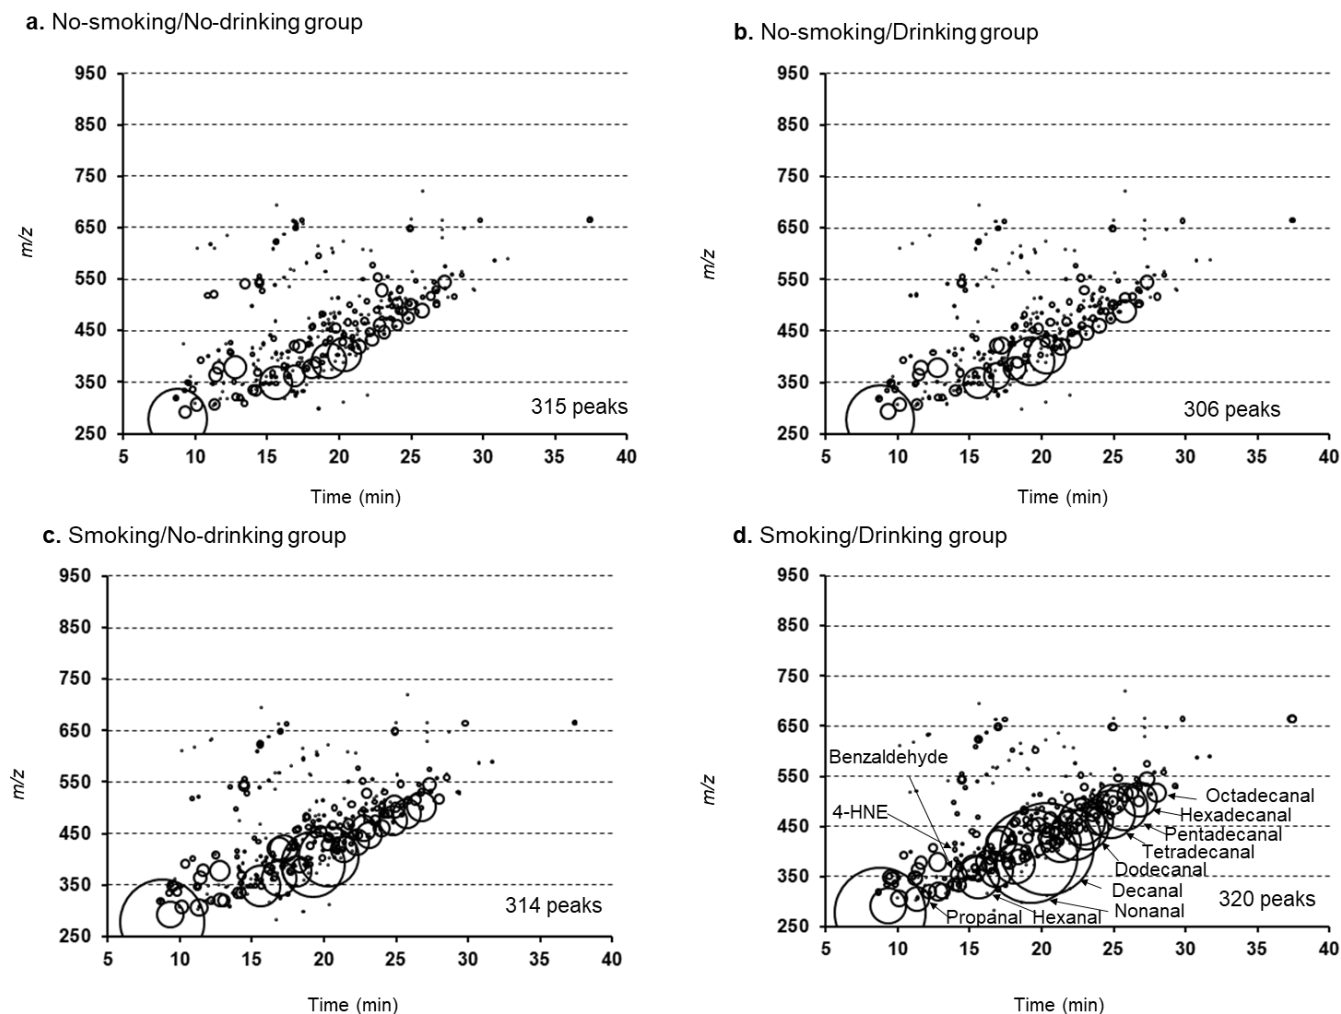 a. No-smoking/No-drinking group
950
850
750
650
550
450
350
250
m/z
315 peaks
5 10 15 20 25 30 35 40
Time (min)
b. No-smoking/Drinking group
950
850
750
650
550
450
350
250
m/z
306 peaks
5 10 15 20 25 30 35 40
Time (min)
c. Smoking/No-drinking group
950
850
750
650
550
450
350
250
m/z
314 peaks
5 10 15 20 25 30 35 40
Time (min)
d. Smoking/Drinking group
950
850
750
650
550
450
350
250
m/z
Benzaldehyde
4-HNE
Octadecanal
Hexadecanal
Pentadecanal
Tetradecanal
Dodecanal
Decanal
Nonanal
Propanal Hexanal
320 peaks
5 10 15 20 25 30 35 40
Time (min)